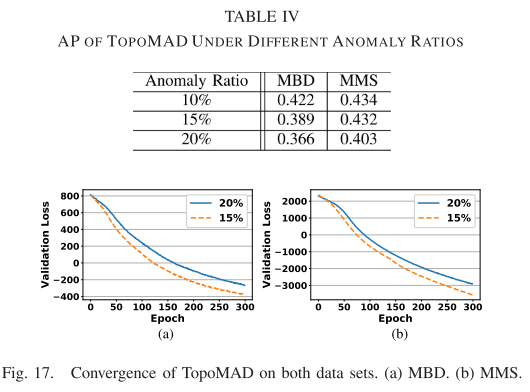 TABLE IV
AP OF TOPOMAD UNDER DIFFERENT ANOMALY RATIOS
Anomaly Ratio MBD MMS
10% 0.422 0.434
15% 0.389 0.432
20% 0.366 0.403
Validation Loss
800
600
400
200
0
−200
−400
20%
15%
0 50 100 150 200 250 300
Epoch
(a)
Validation Loss
2000
1000
0
−1000
−2000
−3000
20%
15%
0 50 100 150 200 250 300
Epoch
(b)
Fig. 17. Convergence of TopoMAD on both data sets. (a) MBD. (b) MMS.